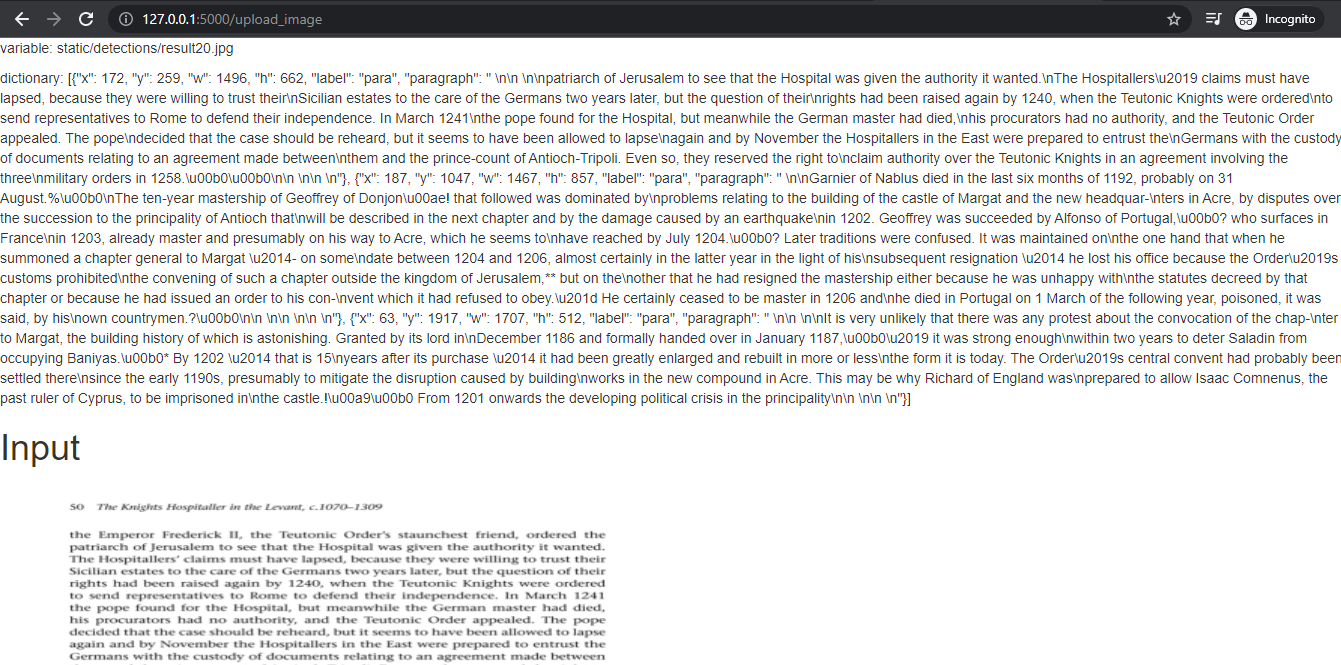 127.0.0.1:5000/upload_image
Incognito
variable: static/detections/result20.jpg
dictionary: [{"x": 172, "y": 259, "w": 1496, "h": 662, "label": "para", "paragraph": " \n\n \n\npatriarch of Jerusalem to see that the Hospital was given the authority it wanted.\nThe Hospitallers\u2019 claims must have
lapsed, because they were willing to trust their\nSicilian estates to the care of the Germans two years later, but the question of their\nrights had been raised again by 1240, when the Teutonic Knights were ordered\nto
send representatives to Rome to defend their independence. In March 1241\nthe pope found for the Hospital, but meanwhile the German master had died,\nhis procurators had no authority, and the Teutonic Order
appealed. The pope\ndecided that the case should be reheard, but it seems to have been allowed to lapse\nagain and by November the Hospitallers in the East were prepared to entrust the\nGermans with the custody
of documents relating to an agreement made between\nthem and the prince-count of Antioch-Tripoli. Even so, they reserved the right to\nclaim authority over the Teutonic Knights in an agreement involving the
three\nmilitary orders in 1258.\u00b0\u00b0\n\n \n\n \n"}, {"x": 187, "y": 1047, "w": 1467, "h": 857, "label": "para", "paragraph": " \n\nGarnier of Nablus died in the last six months of 1192, probably on 31
August.%\u00b0\nThe ten-year mastership of Geoffrey of Donjon\u00ae! that followed was dominated by\nproblems relating to the building of the castle of Margat and the new headquar-\nters in Acre, by disputes over
the succession to the principality of Antioch that\nwill be described in the next chapter and by the damage caused by an earthquake\nin 1202. Geoffrey was succeeded by Alfonso of Portugal,\u00b0? who surfaces in
France\nin 1203, already master and presumably on his way to Acre, which he seems to\nhave reached by July 1204.\u00b0? Later traditions were confused. It was maintained on\nthe one hand that when he
summoned a chapter general to Margat \u2014- on some\ndate between 1204 and 1206, almost certainly in the latter year in the light of his\nsubsequent resignation \u2014 he lost his office because the Order\u2019s
customs prohibited\nthe convening of such a chapter outside the kingdom of Jerusalem,** but on the\nother that he had resigned the mastership either because he was unhappy with\nthe statutes decreed by that
chapter or because he had issued an order to his con-\nvent which it had refused to obey.\u201d He certainly ceased to be master in 1206 and\nhe died in Portugal on 1 March of the following year, poisoned, it was
said, by his\nown countrymen.?\u00b0\n\n \n\n \n\n \n"}, {"x": 63, "y": 1917, "w": 1707, "h": 512, "label": "para", "paragraph": " \n\n \n\nIt is very unlikely that there was any protest about the convocation of the chap-\nter
to Margat, the building history of which is astonishing. Granted by its lord in\nDecember 1186 and formally handed over in January 1187,\u00b0\u2019 it was strong enough\nwithin two years to deter Saladin from
occupying Baniyas.\u00b0* By 1202 \u2014 that is 15\nyears after its purchase \u2014 it had been greatly enlarged and rebuilt in more or less\nthe form it is today. The Order\u2019s central convent had probably been
settled there\nsince the early 1190s, presumably to mitigate the disruption caused by building\nworks in the new compound in Acre. This may be why Richard of England was\nprepared to allow Isaac Comnenus, the
past ruler of Cyprus, to be imprisoned in\nthe castle.!\u00a9\u00b0 From 1201 onwards the developing political crisis in the principality\n\n \n\n \n"}]
Input
50 The Knights Hospitaller in the Levant, c.1070–1309
the Emperor Frederick II, the Teutonic Order's staunchest friend, ordered the
patriarch of Jerusalem to see that the Hospital was given the authority it wanted.
The Hospitallers' claims must have lapsed, because they were willing to trust their
Sicilian estates to the care of the Germans two years later, but the question of their
rights had been raised again by 1240, when the Teutonic Knights were ordered
to send representatives to Rome to defend their independence. In March 1241
the pope found for the Hospital, but meanwhile the German master had died,
his procurators had no authority, and the Teutonic Order appealed. The pope
decided that the case should be reheard, but it seems to have been allowed to lapse
again and by November the Hospitallers in the East were prepared to entrust the
Germans with the custody of documents relating to an agreement made between